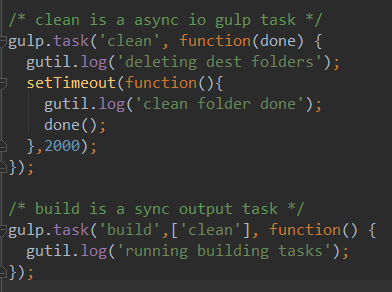 /* clean is a async io gulp task */
gulp.task('clean', function(done) {
  gutil.log('deleting dest folders');
  setTimeout(function(){
    gutil.log('clean folder done');
    done();
  },2000);
});

/* build is a sync output task */
gulp.task('build',['clean'], function() {
  gutil.log('running building tasks');
});